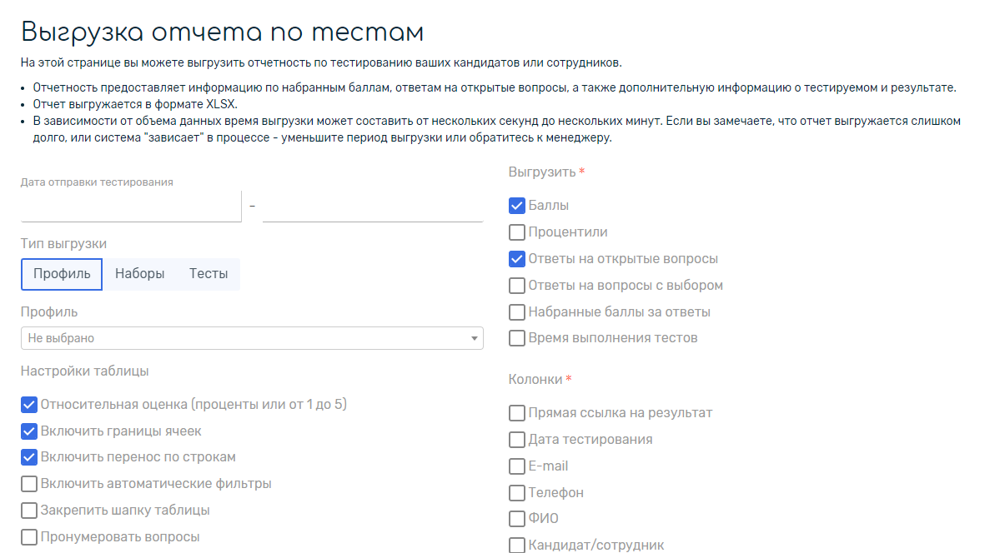 Выгрузка отчета по тестам
На этой странице вы можете выгрузить отчетность по тестированию ваших кандидатов или сотрудников.
• Отчетность предоставляет информацию по набранным баллам, ответам на открытые вопросы, а также дополнительную информацию о тестируемом и результате.
• Отчет выгружается в формате XLSX.
• В зависимости от объема данных время выгрузки может составить от нескольких секунд до нескольких минут. Если вы замечаете, что отчет выгружается слишком
долго, или система "зависает" в процессе - уменьшите период выгрузки или обратитесь к менеджеру.
Дата отправки тестирования
–
Тип выгрузки
Профиль Наборы Тесты
Профиль
Не выбрано
Настройки таблицы
Относительная оценка (проценты или от 1 до 5)
Включить границы ячеек
Включить перенос по строкам
Включить автоматические фильтры
Закрепить шапку таблицы
Пронумеровать вопросы
Выгрузить *
Баллы
Процентили
Ответы на открытые вопросы
Ответы на вопросы с выбором
Набранные баллы за ответы
Время выполнения тестов
Колонки *
Прямая ссылка на результат
Дата тестирования
E-mail
Телефон
ФИО
Кандидат/сотрудник